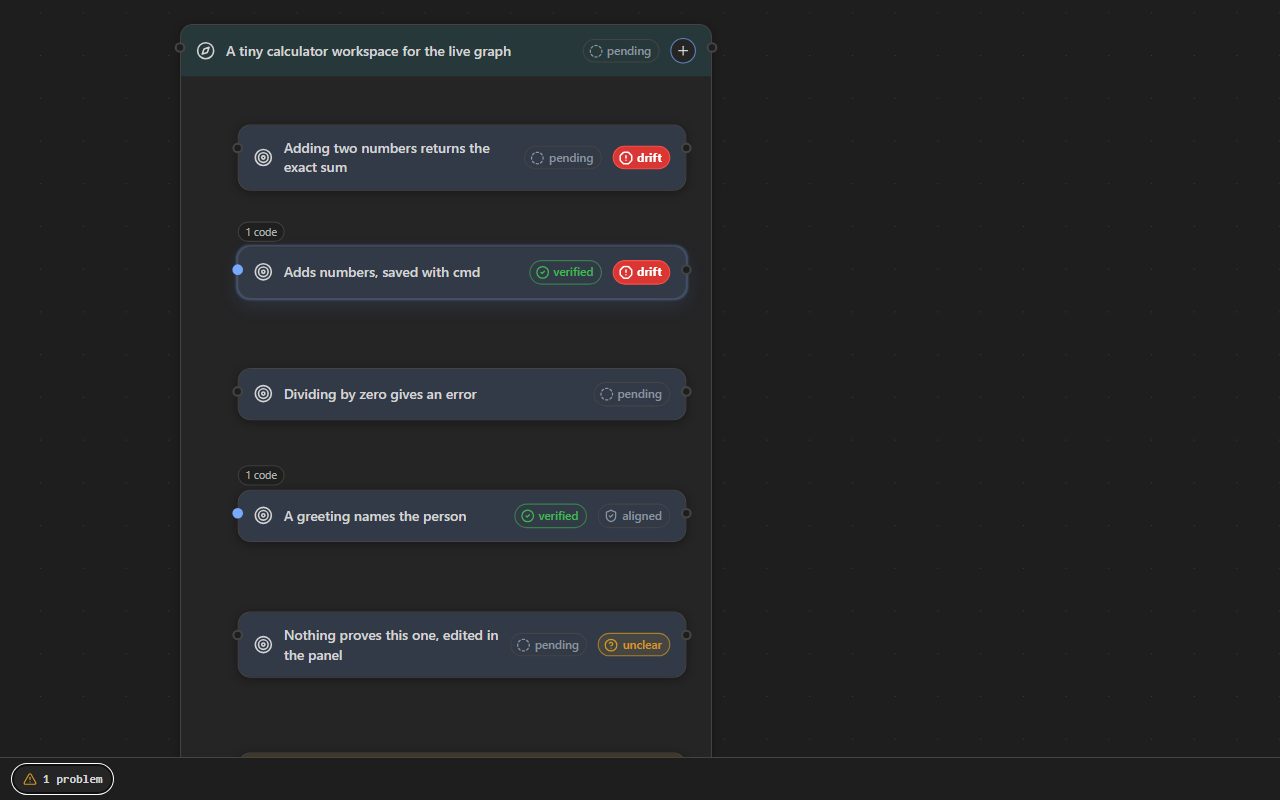 A tiny calculator workspace for the live graph
pending
Adding two numbers returns the
exact sum
pending
drift
1 code
Adds numbers, saved with cmd
verified
drift
Dividing by zero gives an error
pending
1 code
A greeting names the person
verified
aligned
Nothing proves this one, edited in
the panel
pending
unclear
1 problem